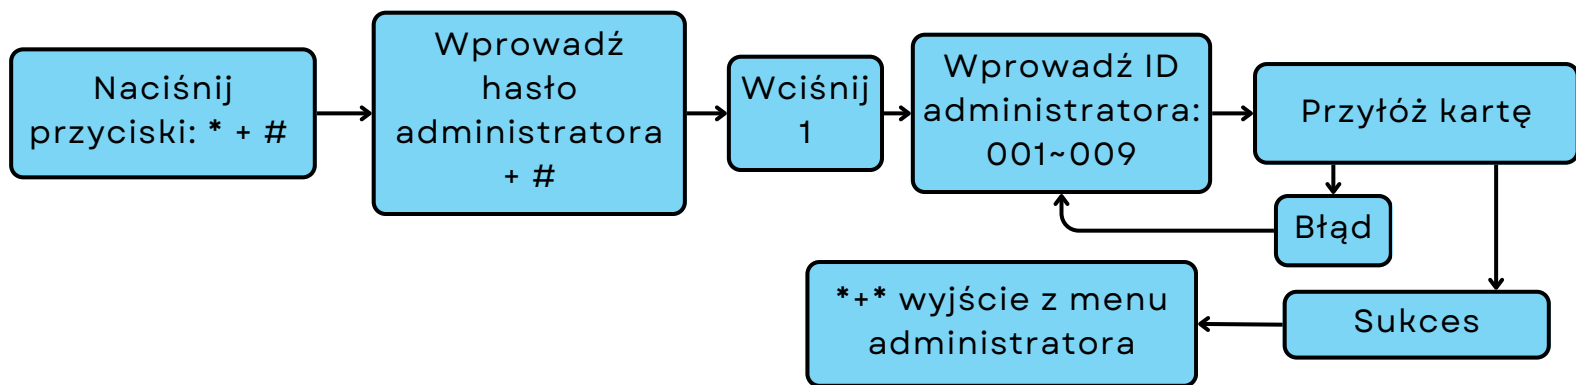 Naciśnij
przyciski: * + #
Wprowadź
hasło
administratora
+ #
Wciśnij
1
Wprowadź ID
administratora:
001~009
Przyłóż kartę
Błąd
Sukces
*+* wyjście z menu
administratora